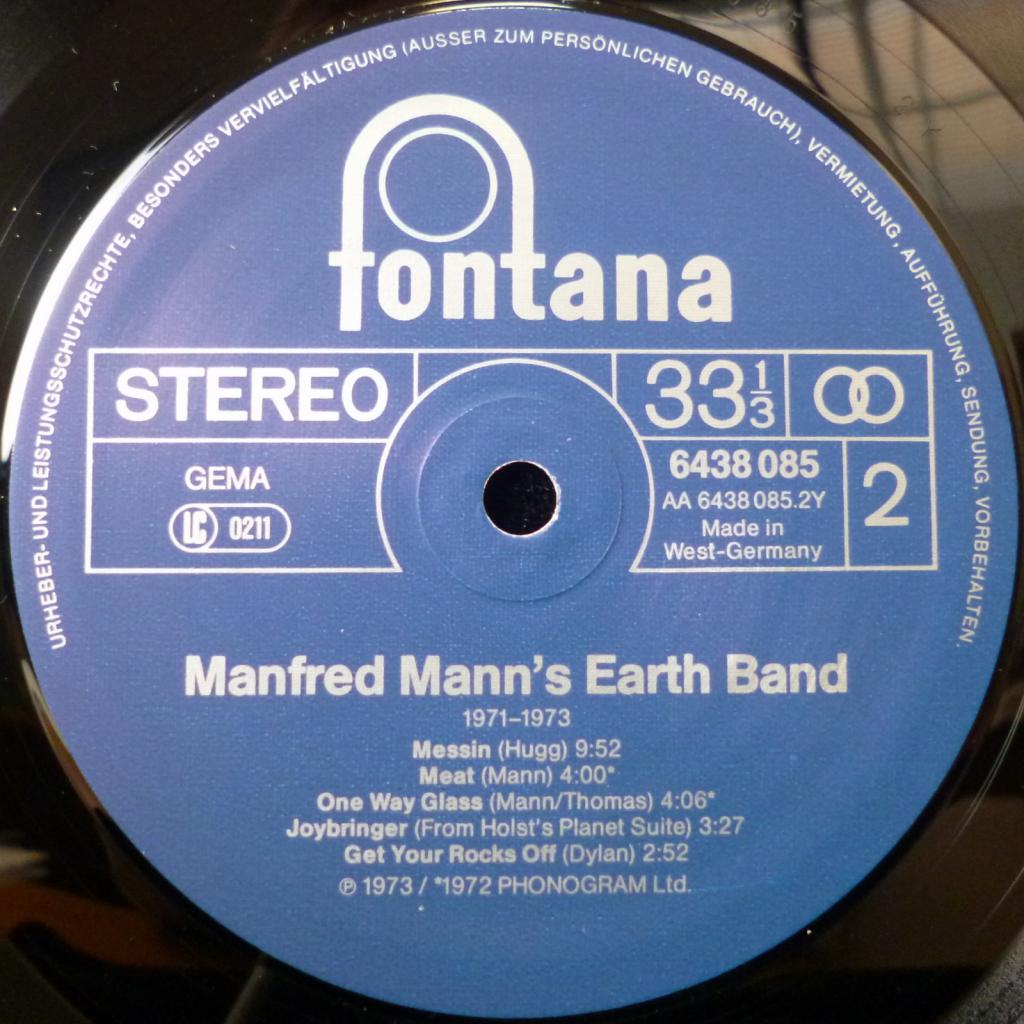 URHEBER- UND LEISTUNGSSCHUTZRECHTE, BESONDERS VERVIELFÄLTIGUNG (AUSSER ZUM PERSÖNLICHEN GEBRAUCH), VERMIETUNG, AUFFÜHRUNG, SENDUNG, VORBEHALTEN.
fontana
STEREO
33 1/3
GEMA
LC 0211
6438 085
AA 6438 085.2Y
Made in
West-Germany
2
Manfred Mann's Earth Band
1971–1973
Messin (Hugg) 9:52
Meat (Mann) 4:00*
One Way Glass (Mann/Thomas) 4:06*
Joybringer (From Holst's Planet Suite) 3:27
Get Your Rocks Off (Dylan) 2:52
℗ 1973 / *1972 PHONOGRAM Ltd.